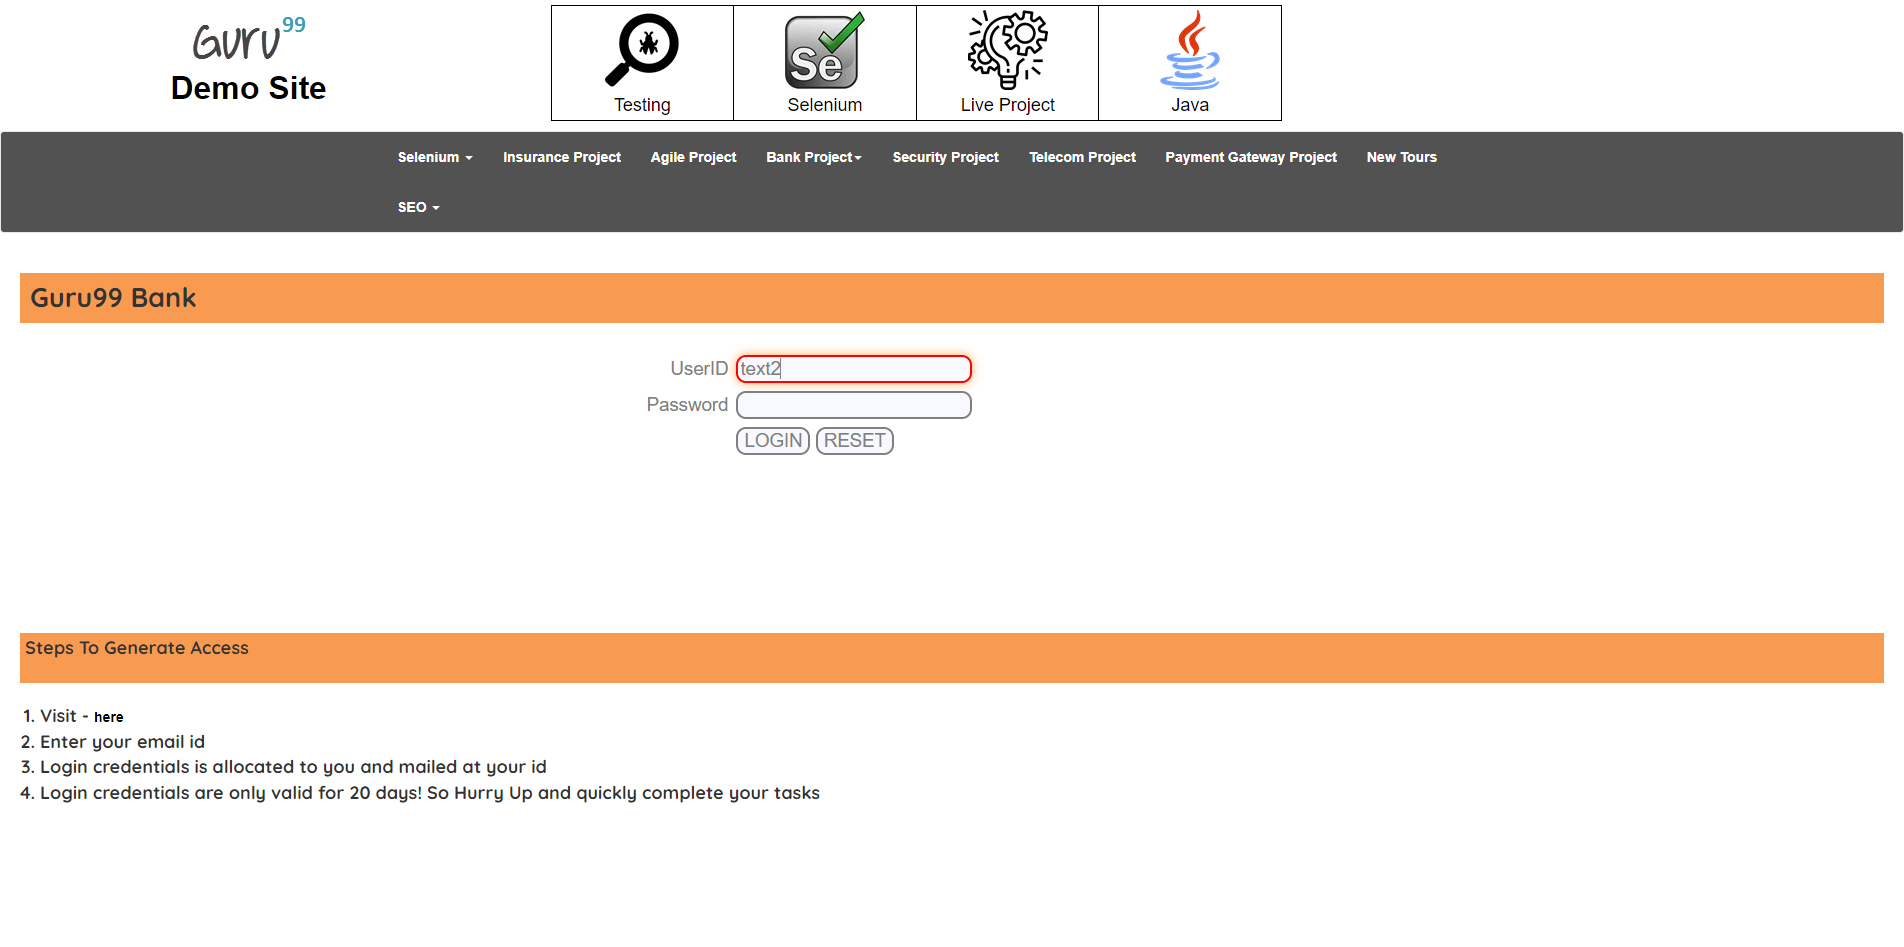 Guru99
Demo Site
Se
Testing
Selenium
Live Project
Java
Selenium
Insurance Project
Agile Project
Bank Project
Security Project
Telecom Project
Payment Gateway Project
New Tours
SEO
Guru99 Bank
UserID text2
Password
LOGIN RESET
Steps To Generate Access
1. Visit - here
2. Enter your email id
3. Login credentials is allocated to you and mailed at your id
4. Login credentials are only valid for 20 days! So Hurry Up and quickly complete your tasks